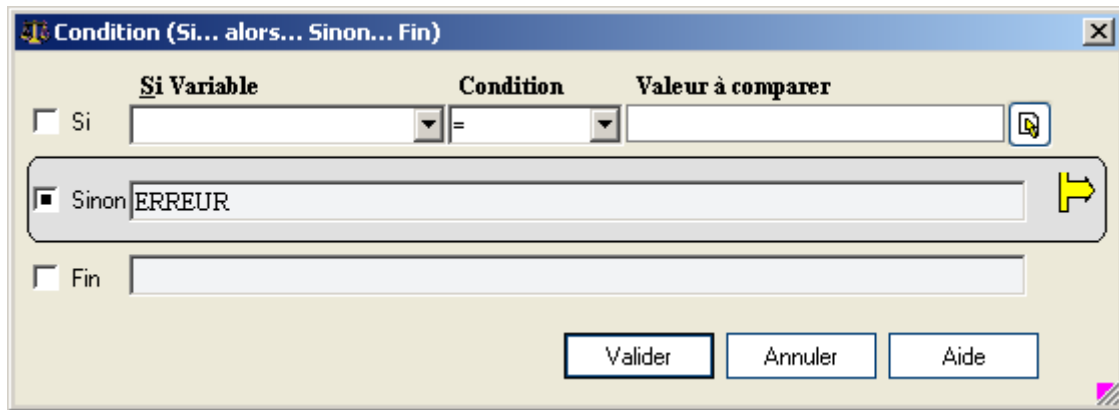 Condition (Si... alors... Sinon... Fin)
Si Variable Condition Valeur à comparer
Si =
Sinon ERREUR
Fin
Valider Annuler Aide